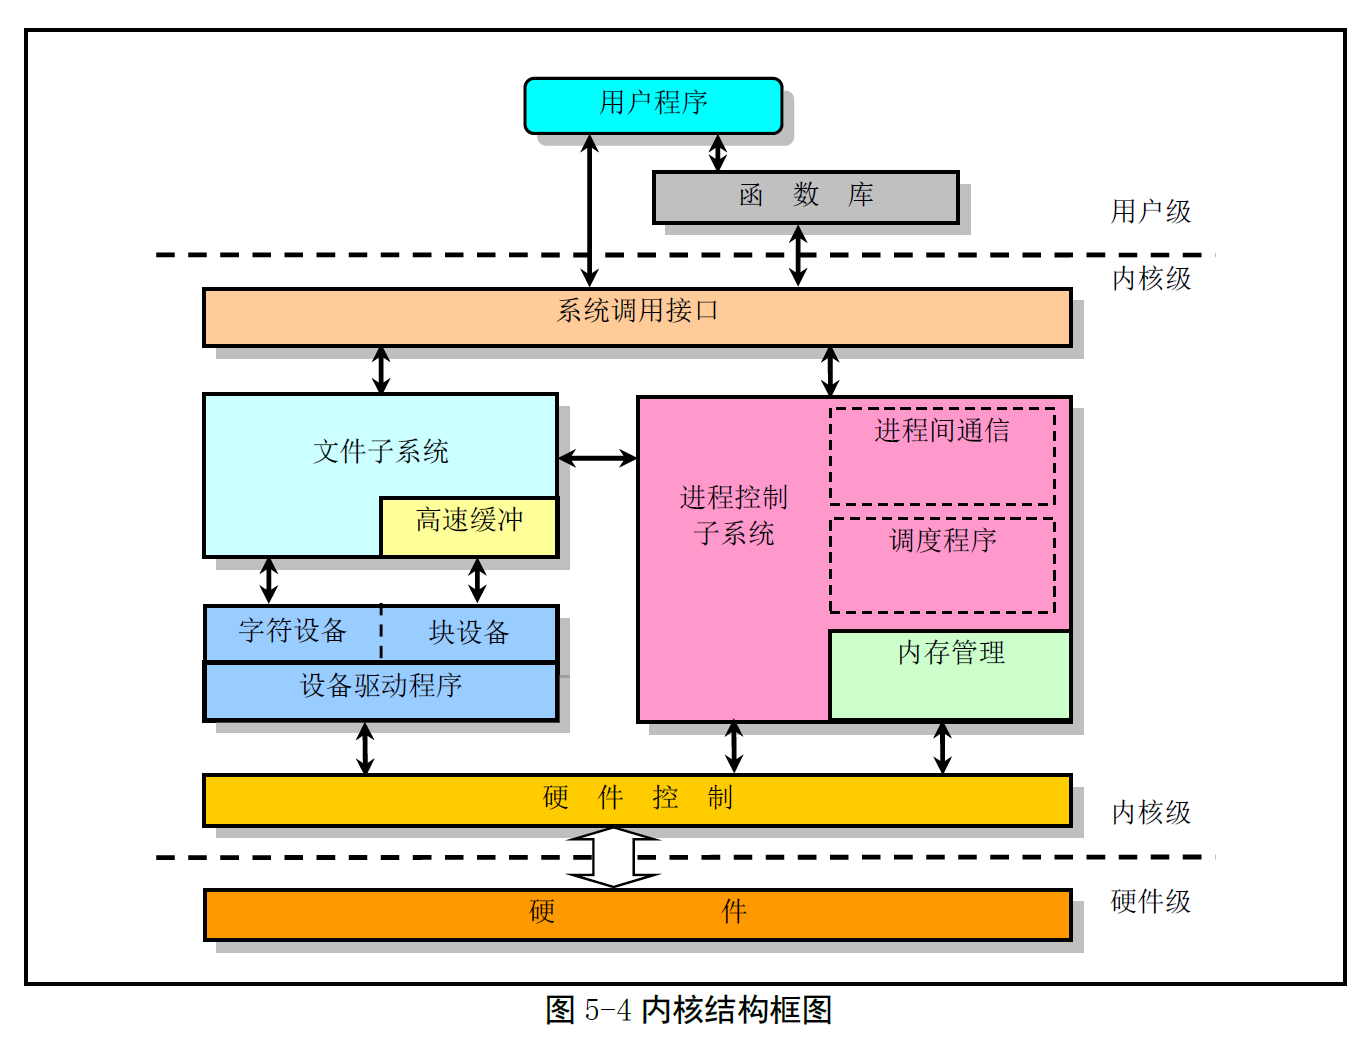 用户程序
函 数 库
用户级
内核级
系统调用接口
文件子系统
高速缓冲
进程控制
子系统
进程间通信
调度程序
内存管理
字符设备
块设备
设备驱动程序
硬 件 控 制
内核级
硬 件
硬件级
图 5-4 内核结构框图